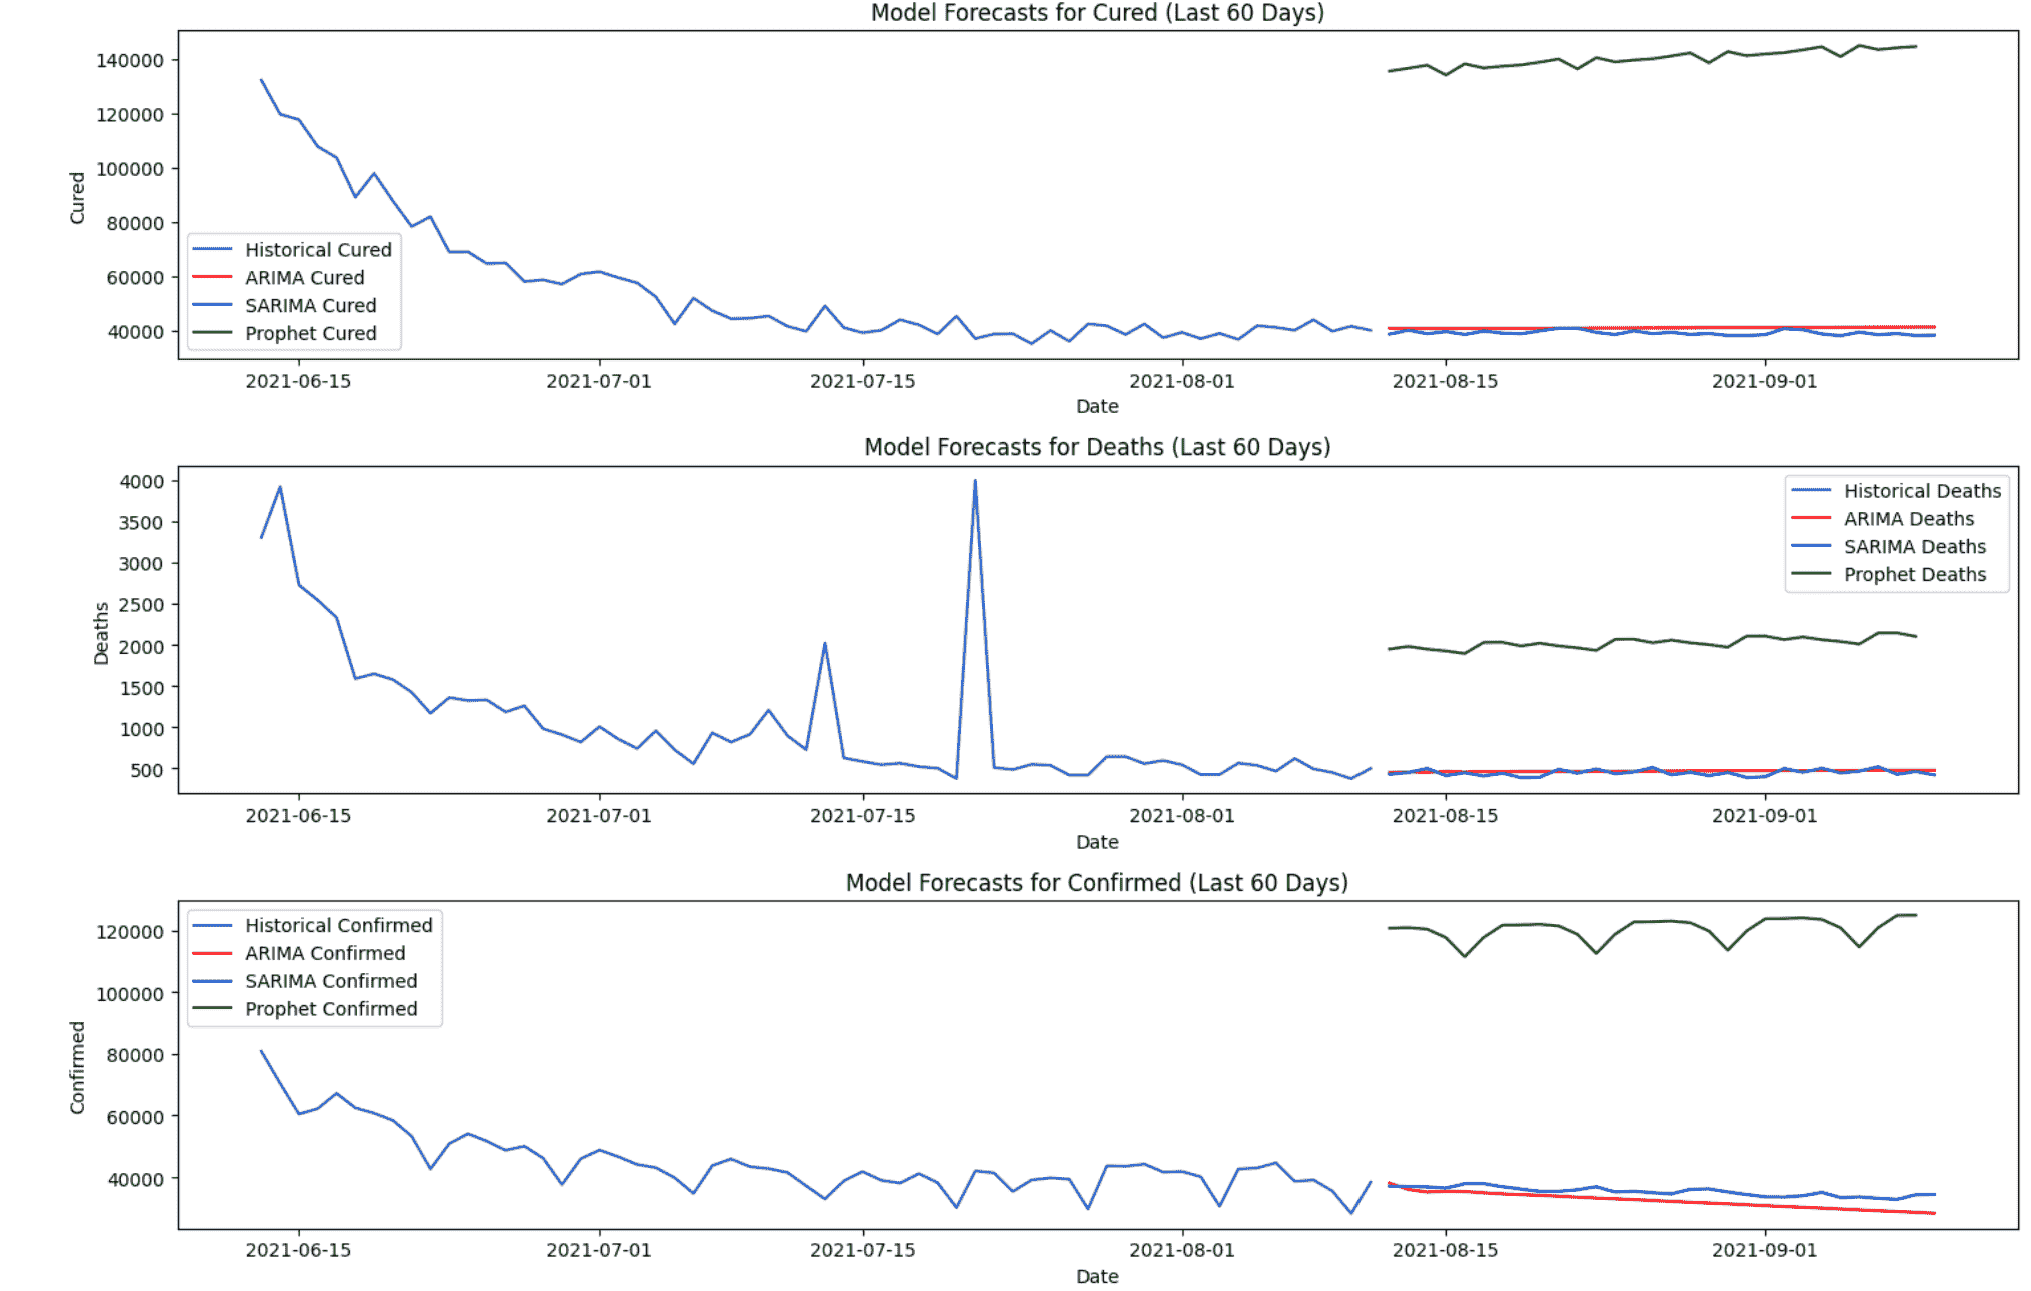 Model Forecasts for Cured (Last 60 Days)
140000
120000
100000
80000
60000
40000
Cured
Historical Cured
ARIMA Cured
SARIMA Cured
Prophet Cured
2021-06-15 2021-07-01 2021-07-15 2021-08-01 2021-08-15 2021-09-01
Date
Model Forecasts for Deaths (Last 60 Days)
4000
3500
3000
2500
2000
1500
1000
500
Deaths
Historical Deaths
ARIMA Deaths
SARIMA Deaths
Prophet Deaths
2021-06-15 2021-07-01 2021-07-15 2021-08-01 2021-08-15 2021-09-01
Date
Model Forecasts for Confirmed (Last 60 Days)
120000
100000
80000
60000
40000
Confirmed
Historical Confirmed
ARIMA Confirmed
SARIMA Confirmed
Prophet Confirmed
2021-06-15 2021-07-01 2021-07-15 2021-08-01 2021-08-15 2021-09-01
Date